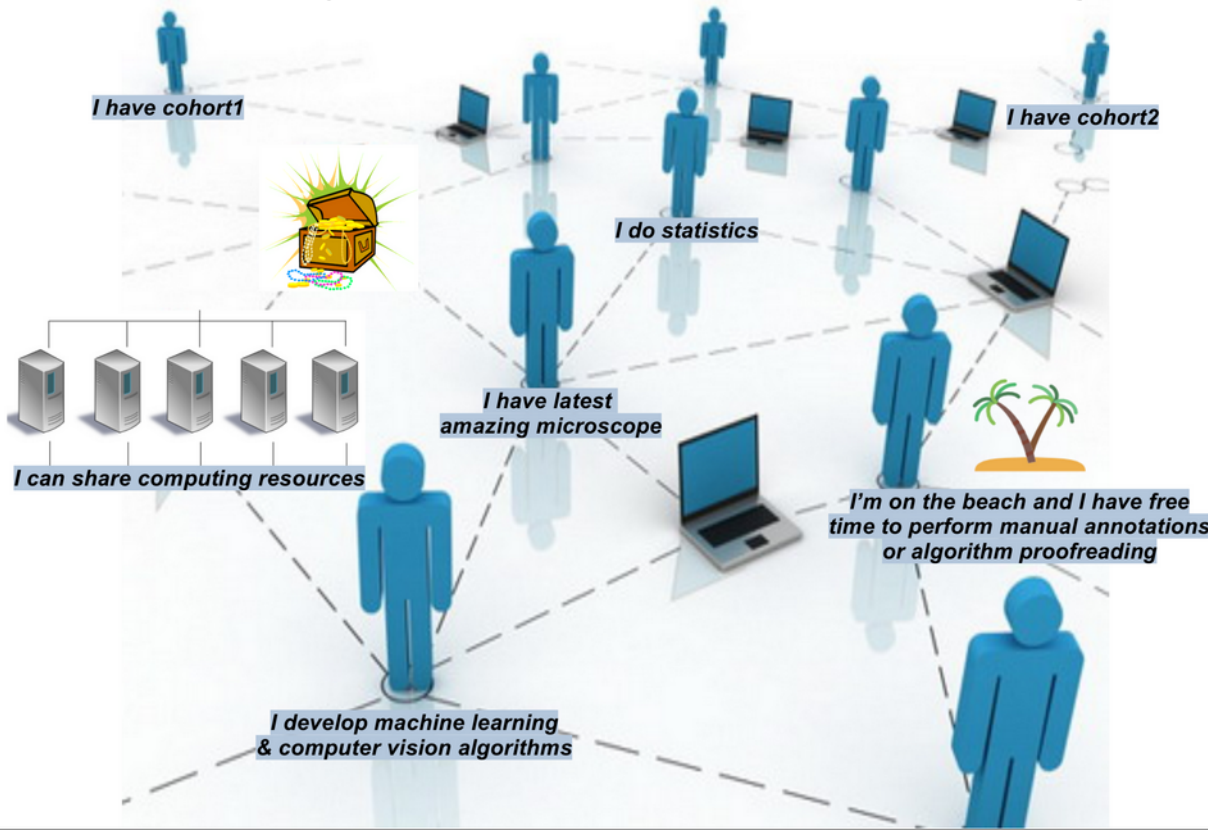 I have cohort1
I have cohort2
I do statistics
I have latest
amazing microscope
I can share computing resources
I’m on the beach and I have free
time to perform manual annotations
or algorithm proofreading
I develop machine learning
& computer vision algorithms